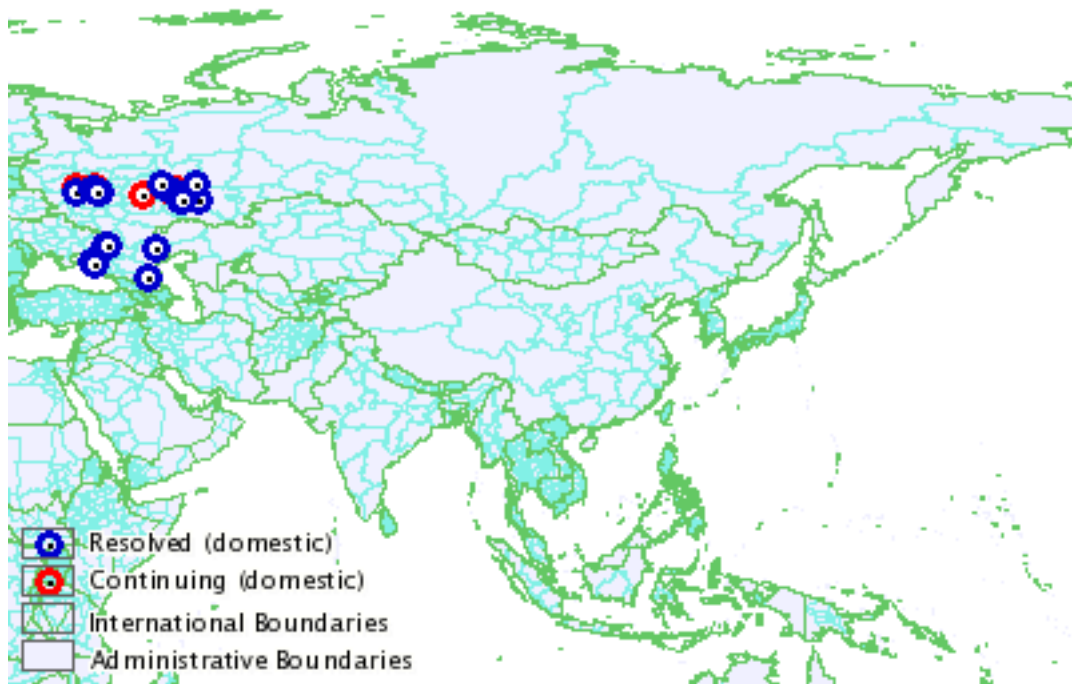 Resolved (domestic)
Continuing (domestic)
International Boundaries
Administrative Boundaries